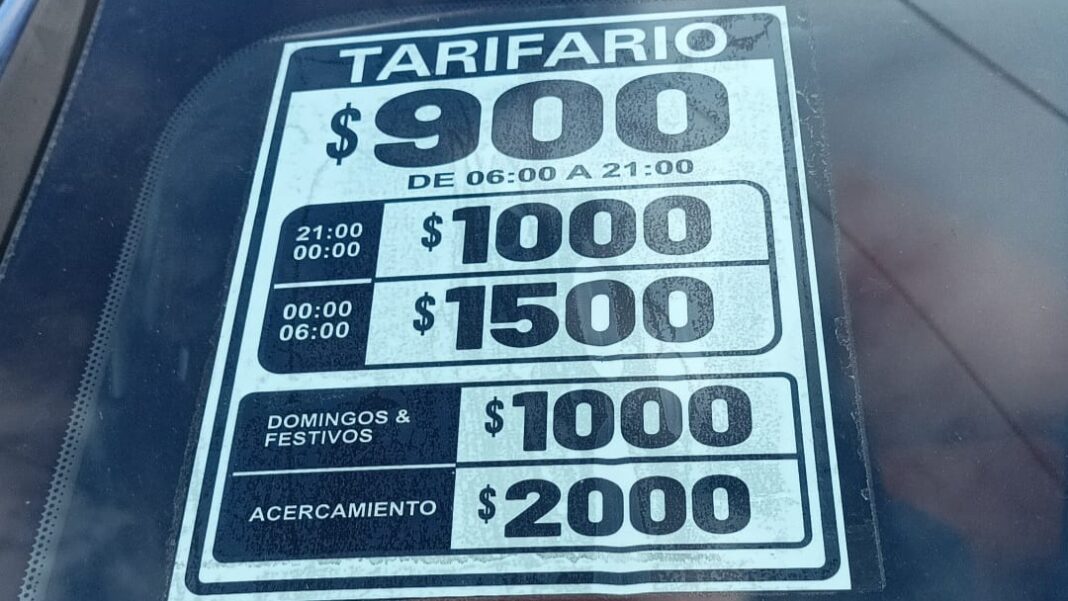 TARIFARIO
$900
DE 06:00 A 21:00
21:00
00:00
$1000
00:00
06:00
$1500
DOMINGOS &
FESTIVOS
$1000
ACERCAMIENTO
$2000